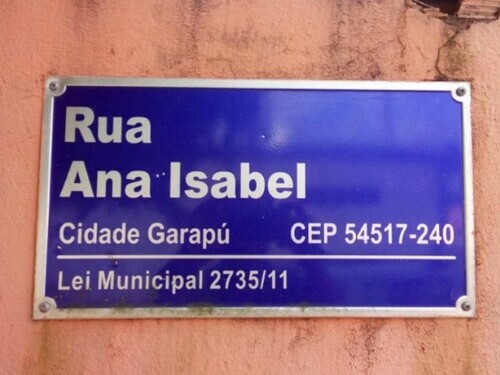 Rua
Ana Isabel
Cidade Garapú CEP 54517-240
Lei Municipal 2735/11